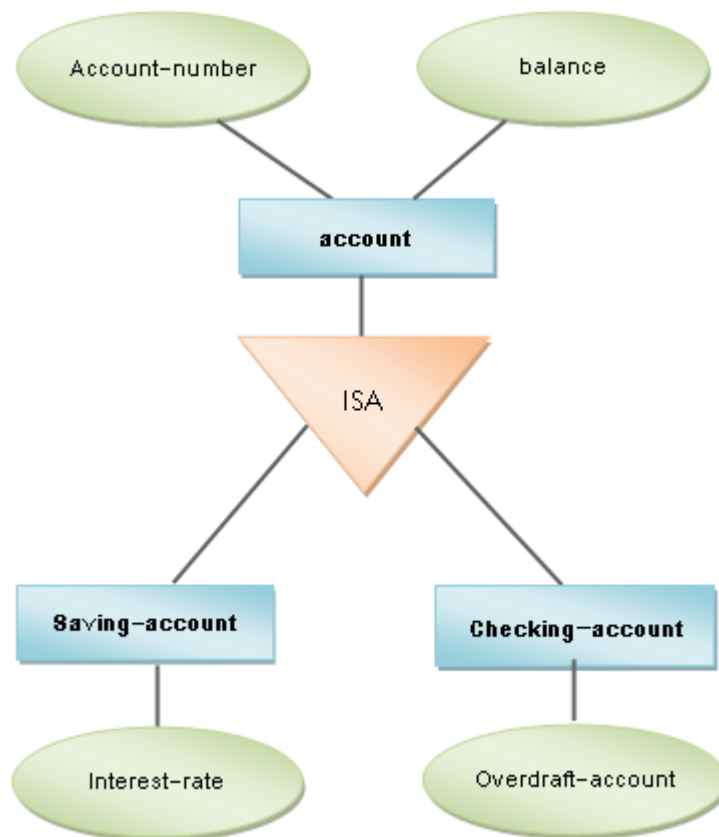 Account-number
balance
account
ISA
Saving-account
Checking-account
Interest-rate
Overdraft-account